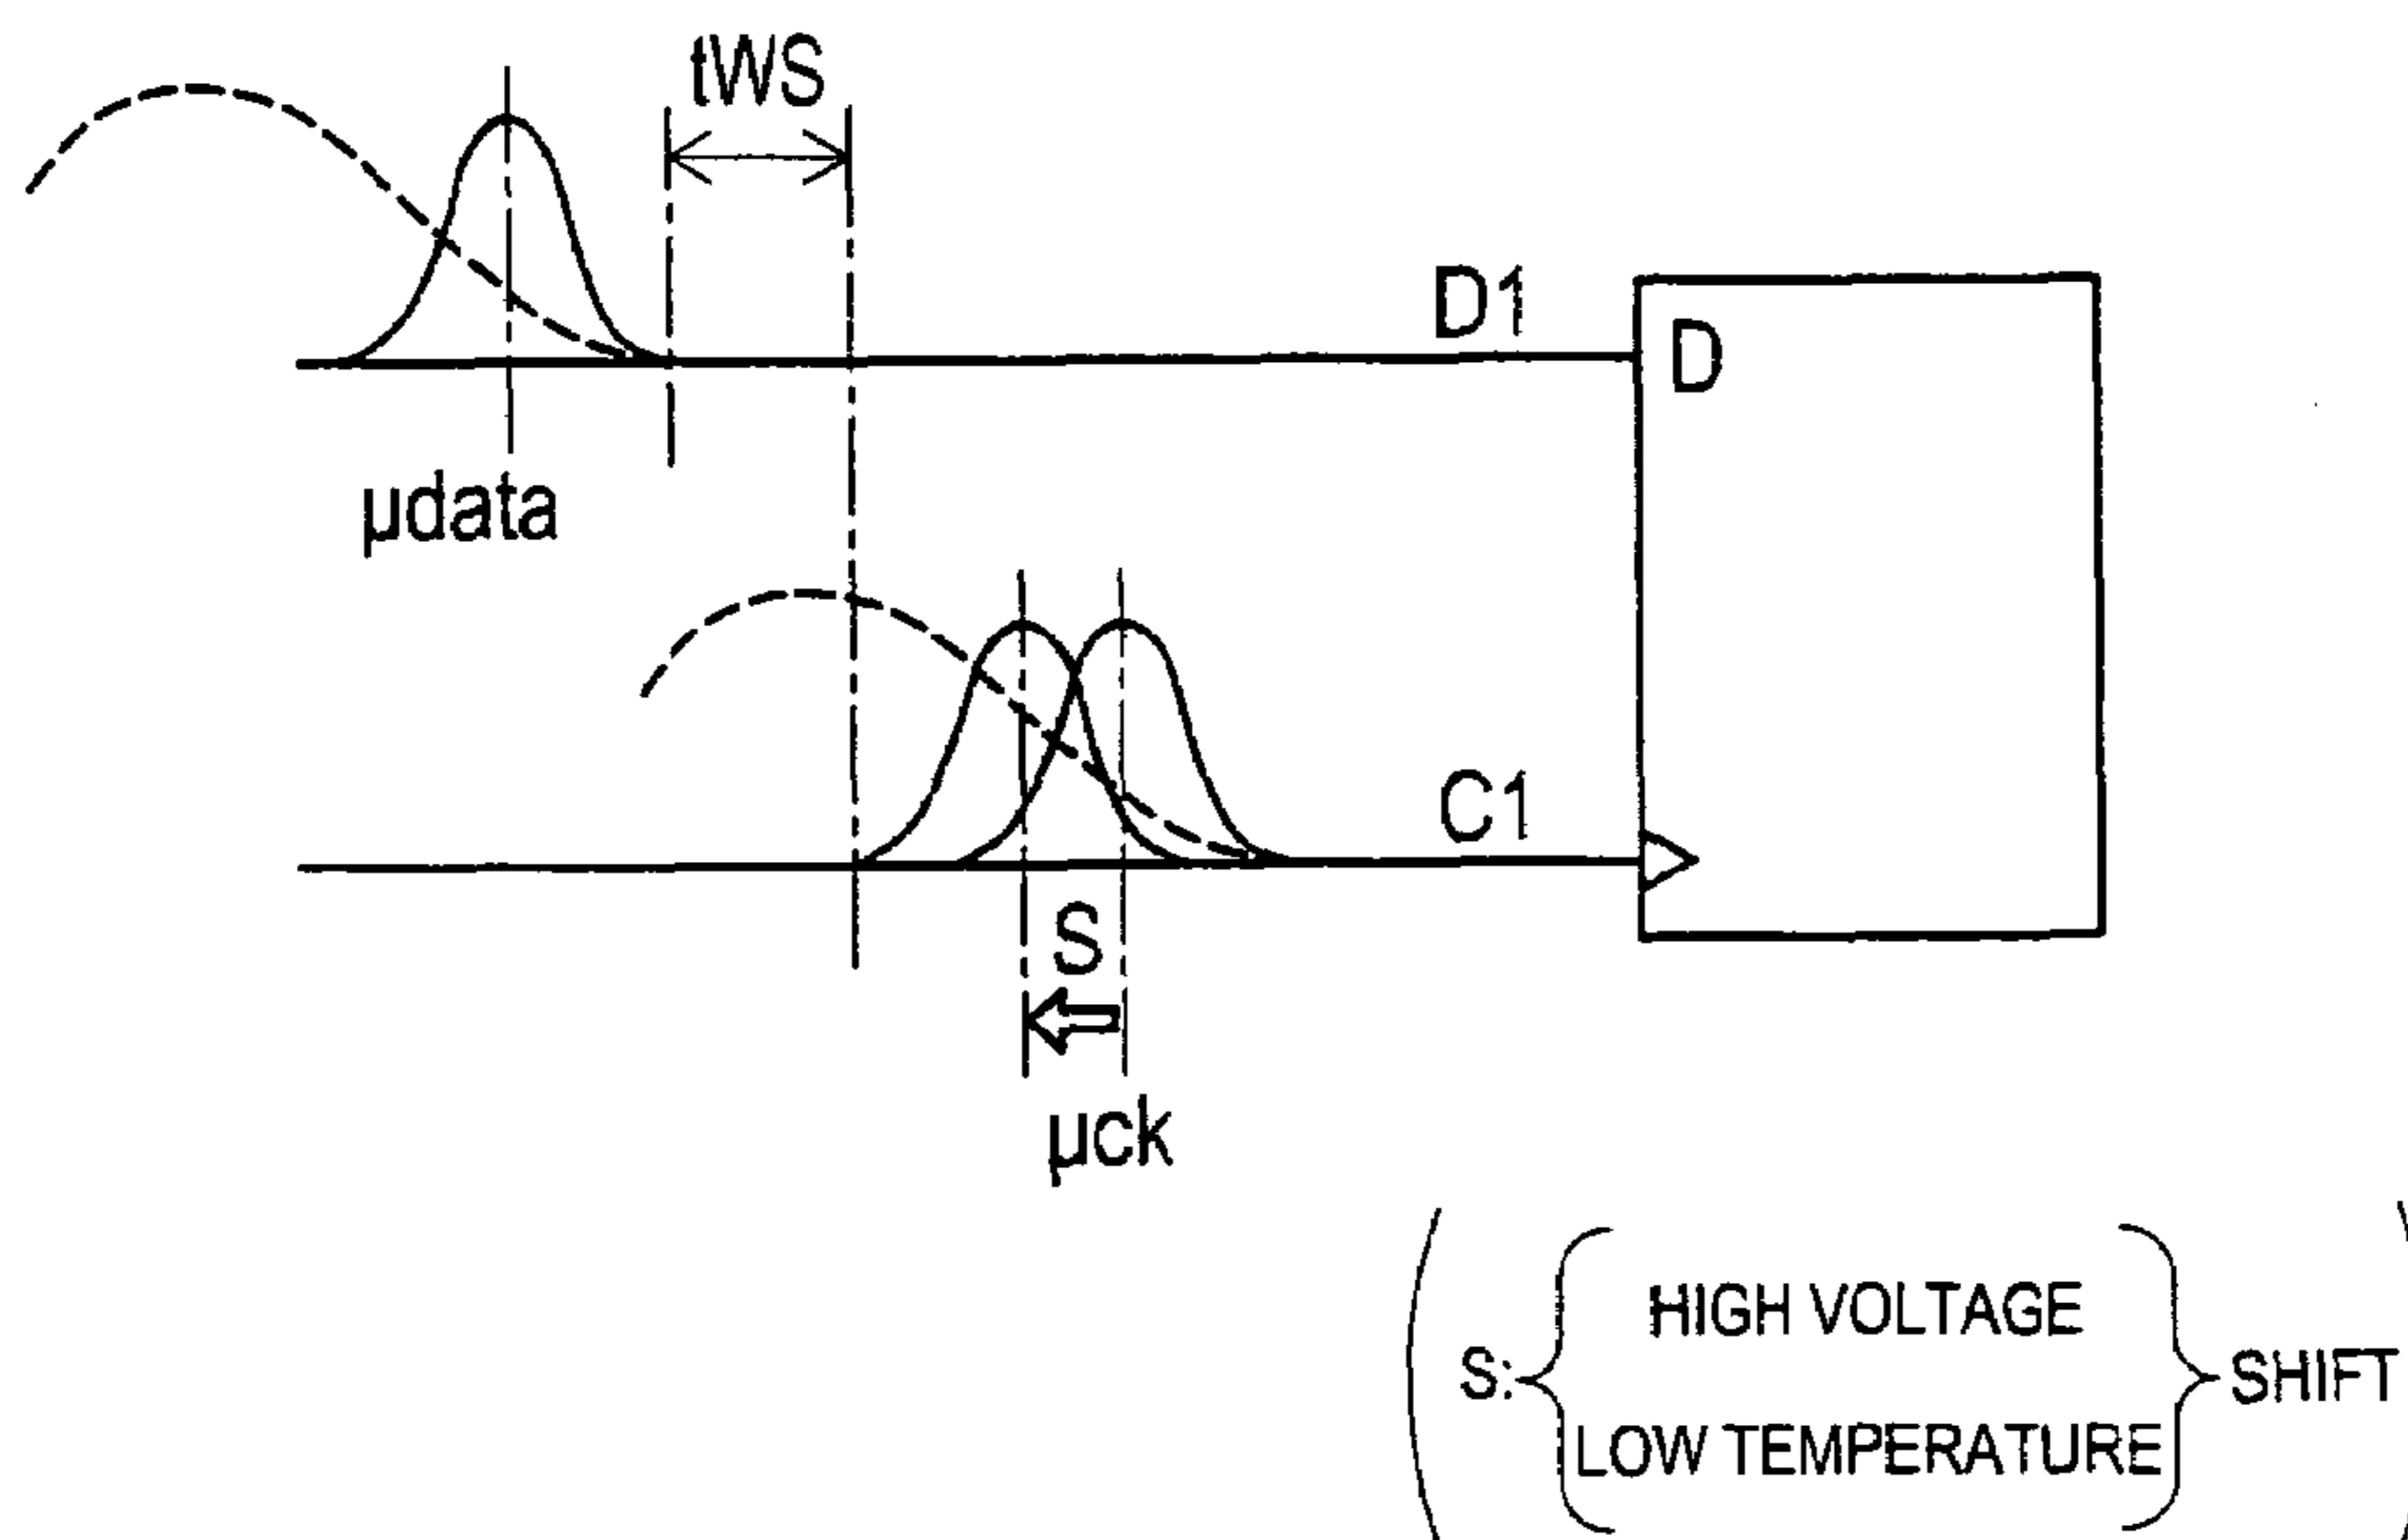 tWS
D1
D
µdata
C1
S
µck
HIGH VOLTAGE
S:
SHIFT
LOW TEMPERATURE